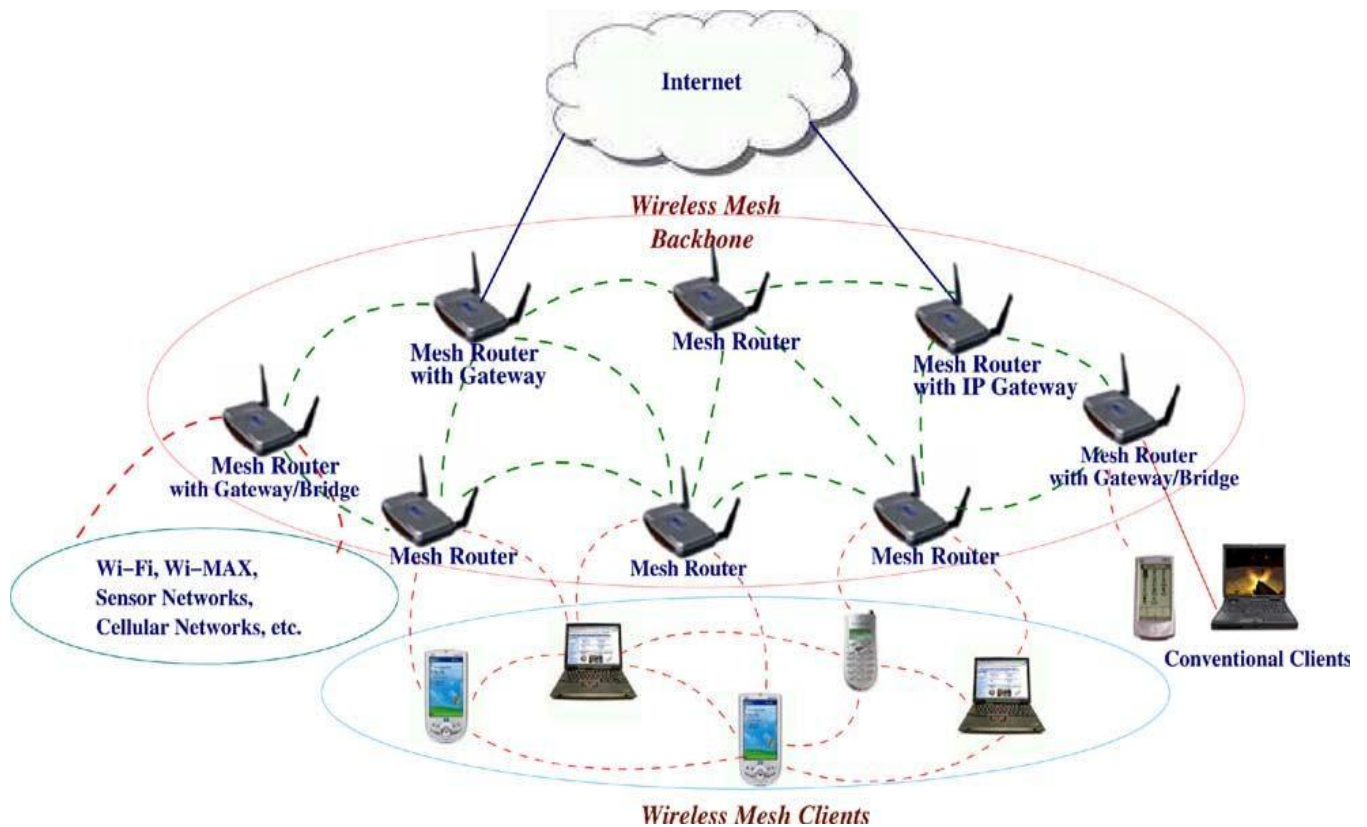 Internet
Wireless Mesh
Backbone
Mesh Router
with Gateway
Mesh Router
Mesh Router
with IP Gateway
Mesh Router
with Gateway/Bridge
Mesh Router
with Gateway/Bridge
Mesh Router
Mesh Router
Mesh Router
Wi-Fi, Wi-MAX,
Sensor Networks,
Cellular Networks, etc.
Conventional Clients
Wireless Mesh Clients